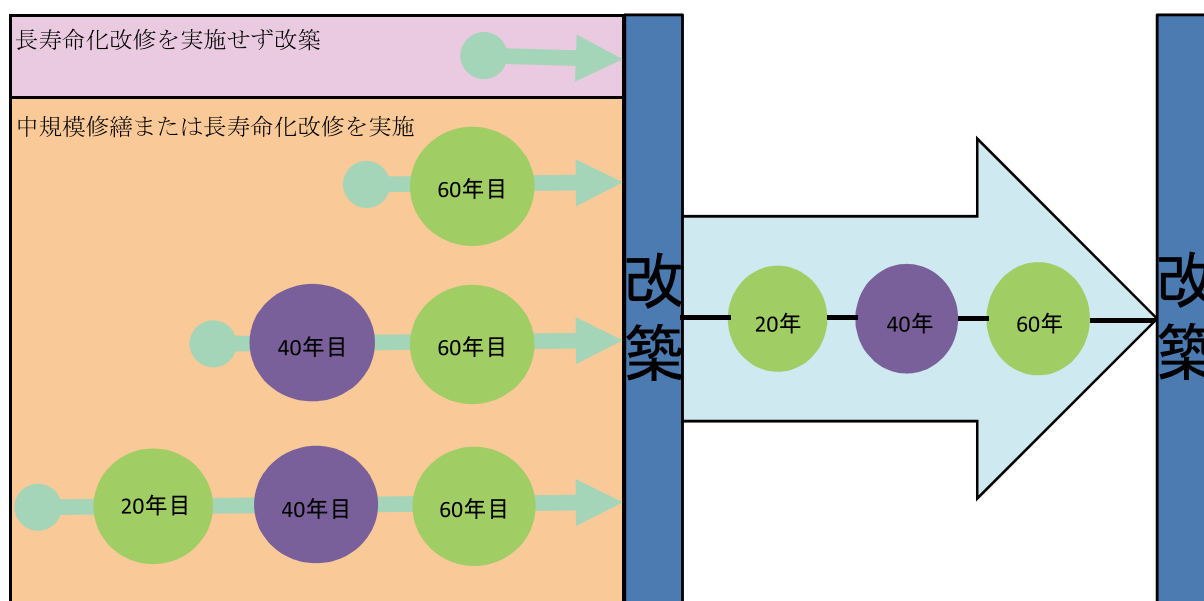 長寿命化改修を実施せず改築
中規模修繕または長寿命化改修を実施
60年目
40年目
60年目
20年目
40年目
60年目
改築
20年
40年
60年
改築